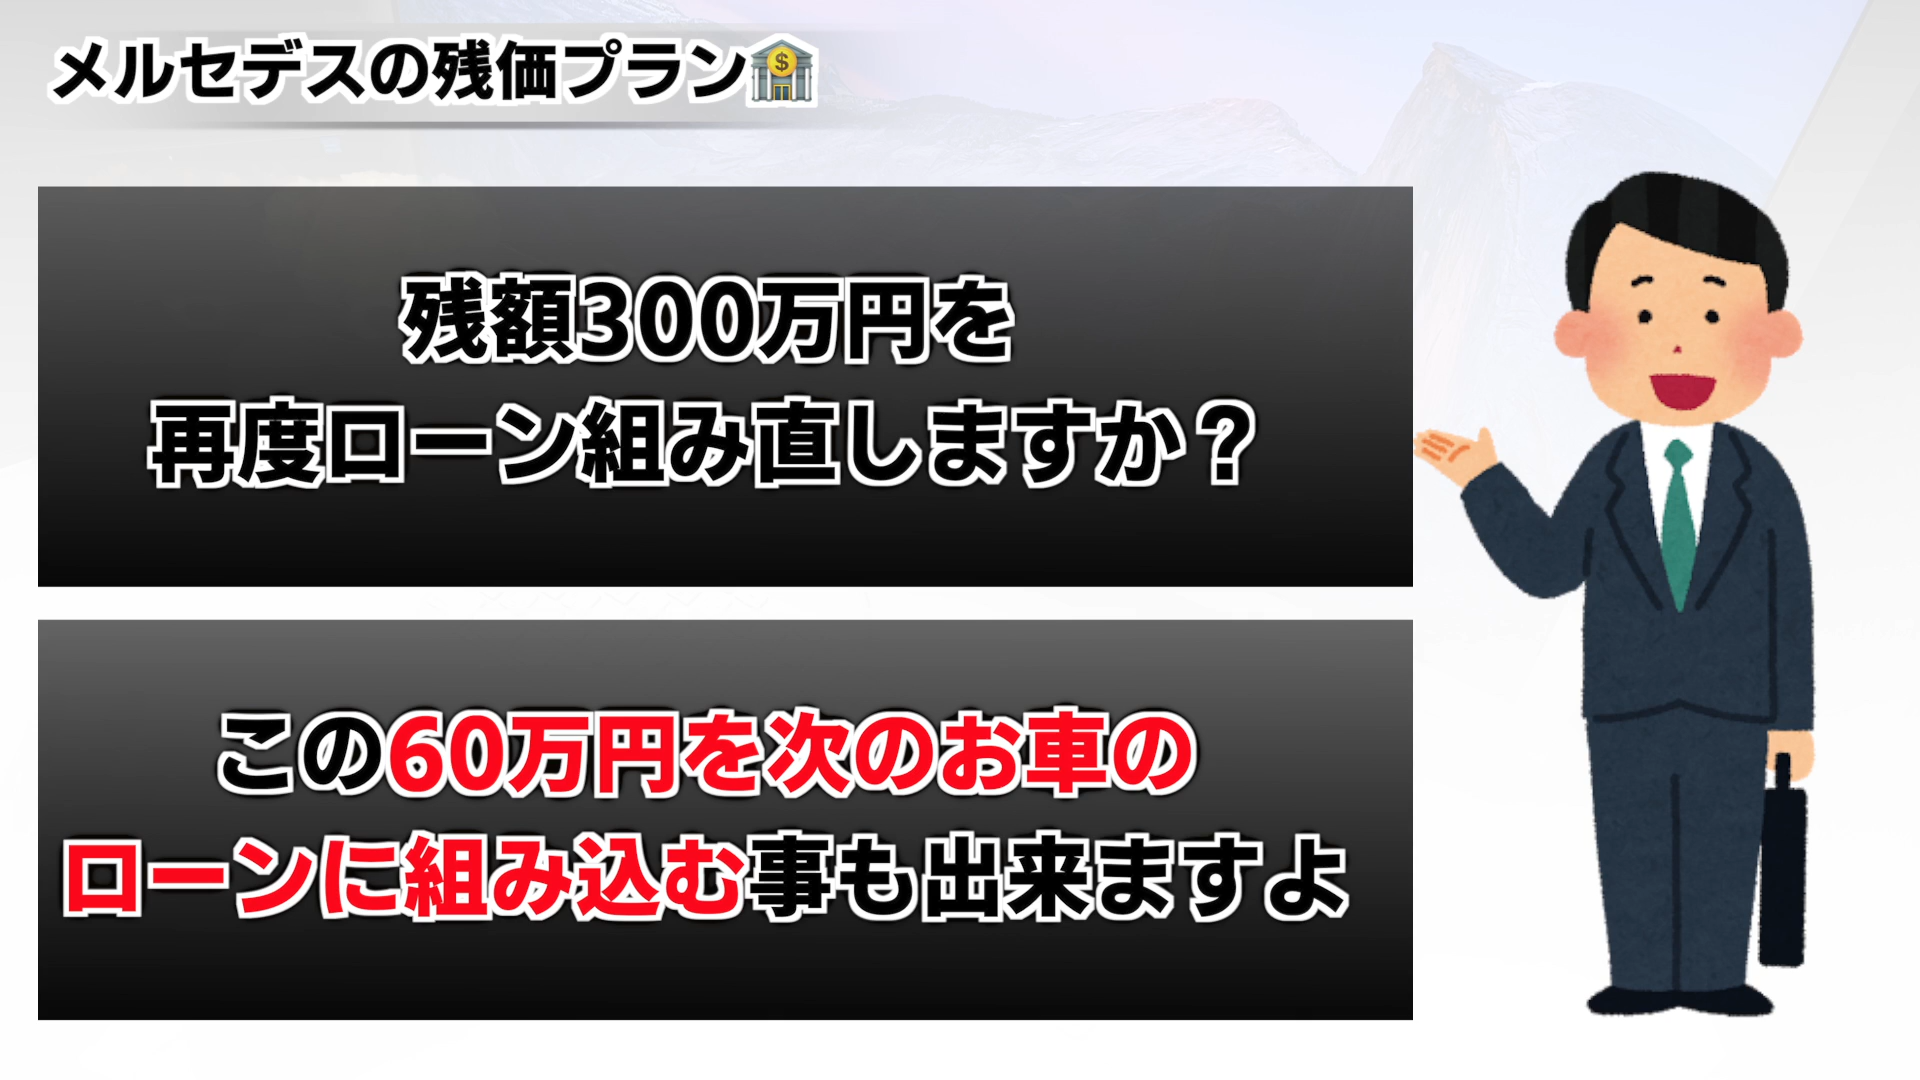 メルセデスの残価プラン🏦
残額300万円を
再度ローン組み直しますか？
この60万円を次のお車の
ローンに組み込む事も出来ますよ